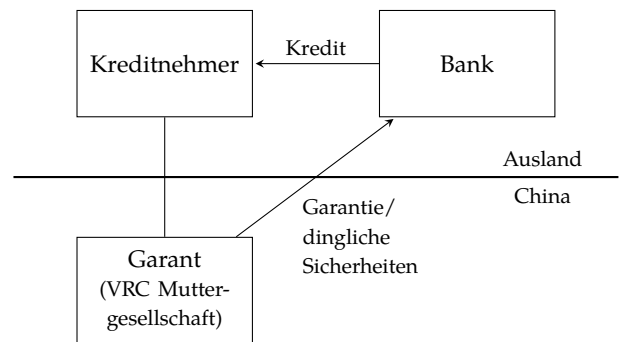 Kreditnehmer
Kredit
Bank
Ausland
China
Garantie/
dingliche
Sicherheiten
Garant
(VRC Mutter-
gesellschaft)